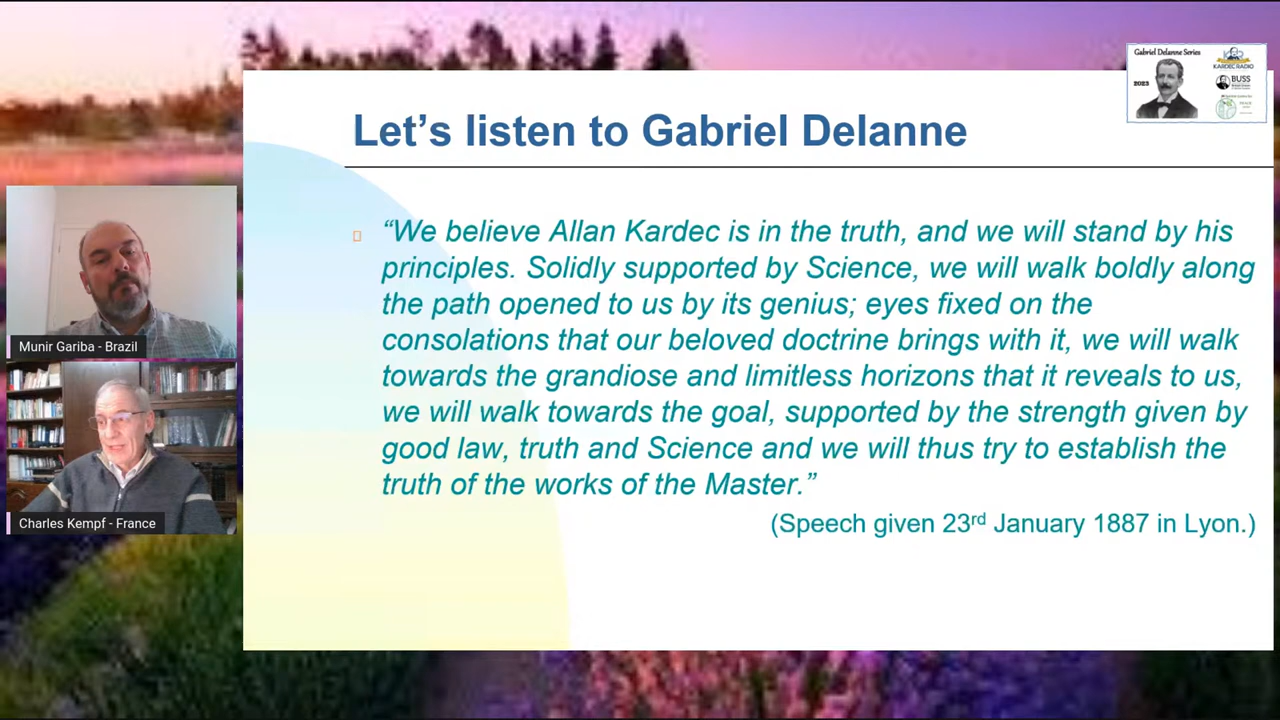 Let’s listen to Gabriel Delanne
“We believe Allan Kardec is in the truth, and we will stand by his
principles. Solidly supported by Science, we will walk boldly along
the path opened to us by its genius; eyes fixed on the
consolations that our beloved doctrine brings with it, we will walk
towards the grandiose and limitless horizons that it reveals to us,
we will walk towards the goal, supported by the strength given by
good law, truth and Science and we will thus try to establish the
truth of the works of the Master.”
(Speech given 23rd January 1887 in Lyon.)
Munir Gariba - Brazil
Charles Kempf - France
Gabriel Delanne Series
2023
KARDEC RADIO
BUSS